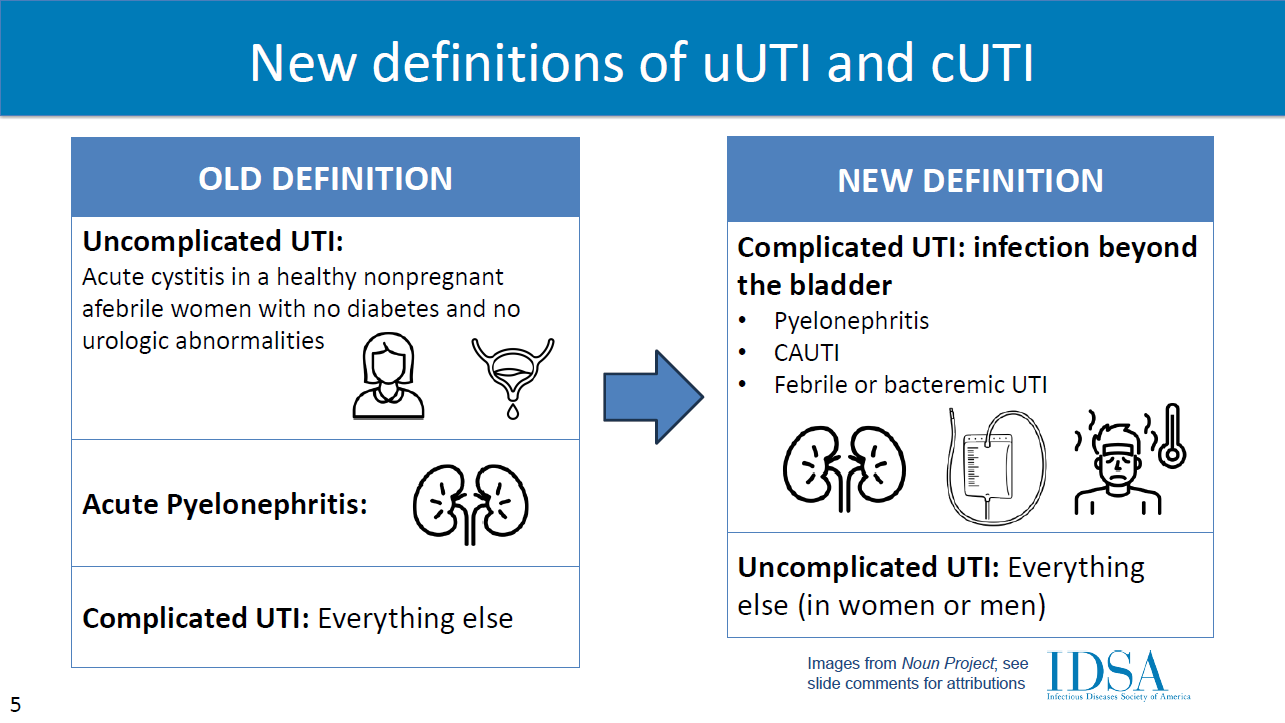 New definitions of uUTI and cUTI
OLD DEFINITION
Uncomplicated UTI:
Acute cystitis in a healthy nonpregnant
afebrile women with no diabetes and no
urologic abnormalities
Acute Pyelonephritis:
Complicated UTI: Everything else
NEW DEFINITION
Complicated UTI: infection beyond
the bladder
• Pyelonephritis
• CAUTI
• Febrile or bacteremic UTI
Uncomplicated UTI: Everything
else (in women or men)
Images from Noun Project; see
slide comments for attributions
IDSA
Infectious Diseases Society of America
5